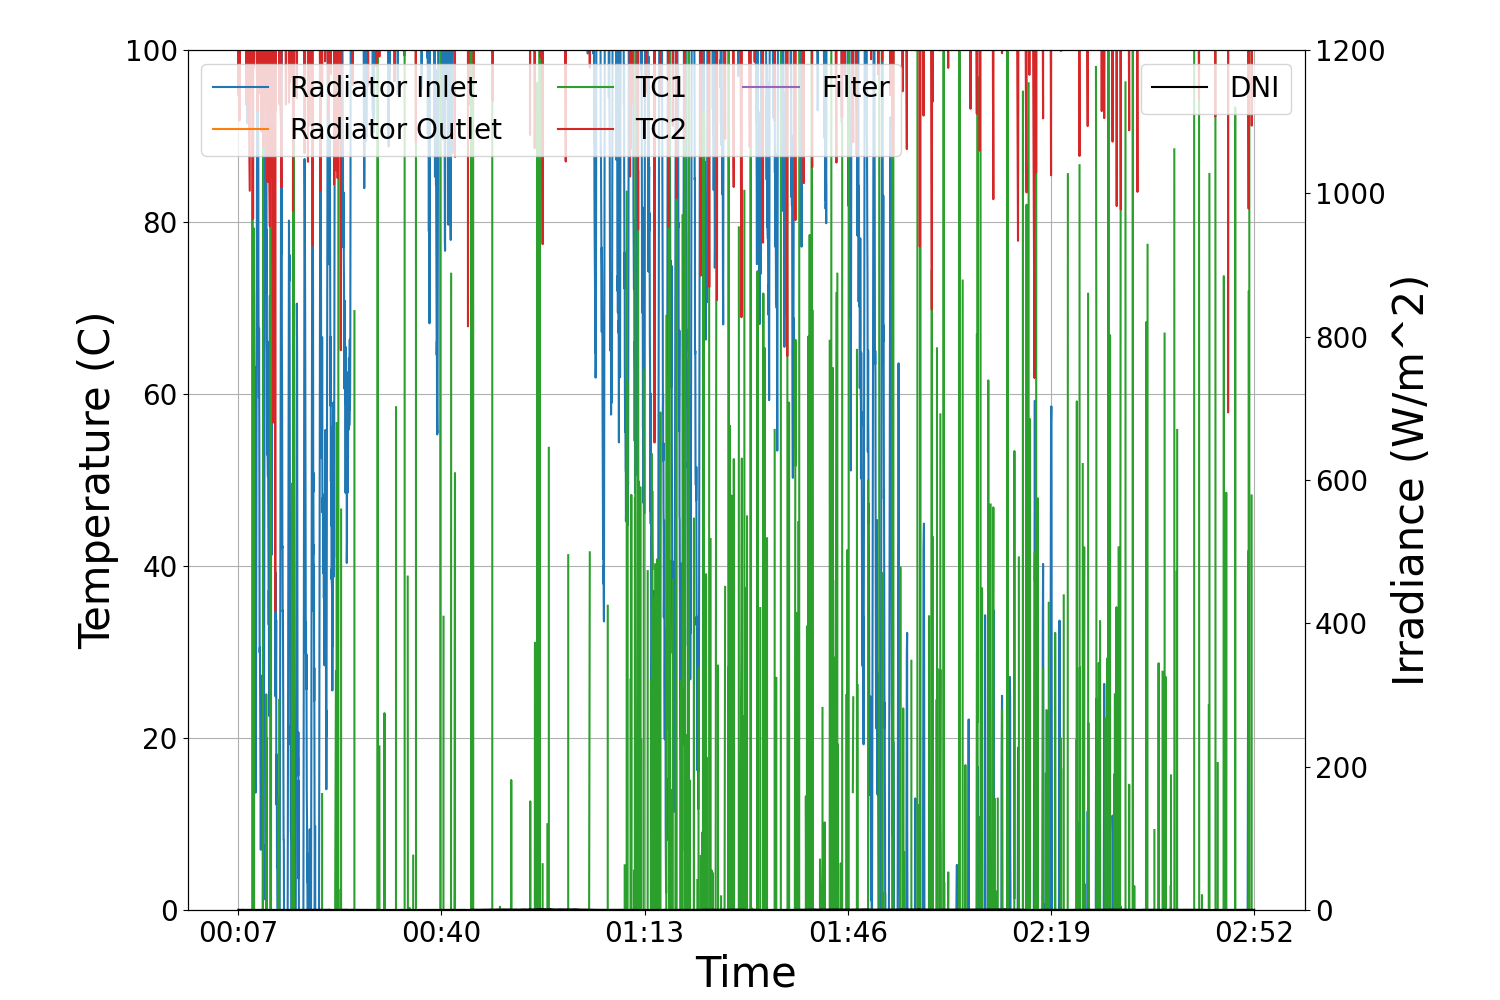 100
80
60
40
20
0
Temperature (C)
Radiator Inlet
Radiator Outlet
TC1
TC2
Filter
DNI
1200
1000
800
600
400
200
0
Irradiance (W/m^2)
00:07
00:40
01:13
01:46
02:19
02:52
Time